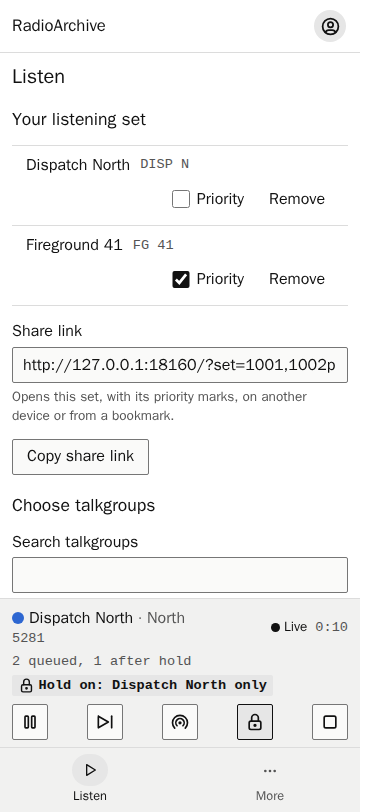 RadioArchive
Listen
Your listening set
Dispatch North DISP N
Priority Remove
Fireground 41 FG 41
Priority Remove
Share link
http://127.0.0.1:18160/?set=1001,1002p
Opens this set, with its priority marks, on another
device or from a bookmark.
Copy share link
Choose talkgroups
Search talkgroups
Dispatch North · North
5281
Live 0:10
2 queued, 1 after hold
Hold on: Dispatch North only
Listen
More